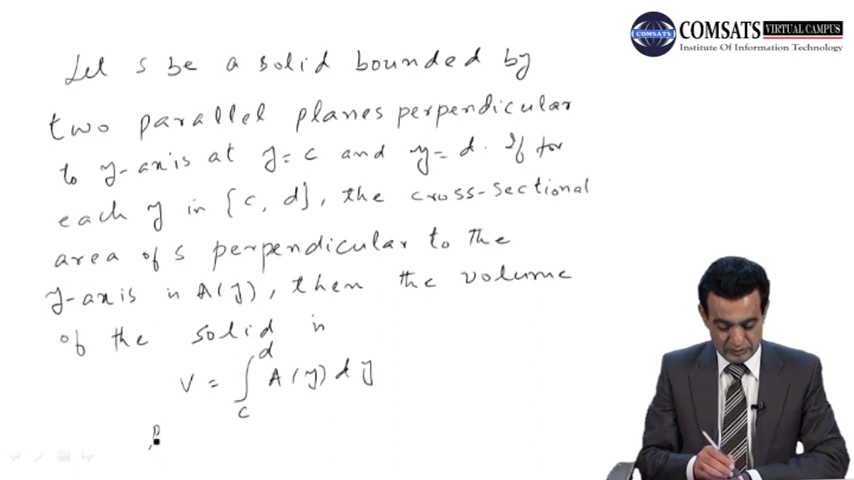 COMSATS VIRTUAL CAMPUS
Institute Of Information Technology
COMSATS
Let S be a solid bounded by
two parallel planes perpendicular
to y-axis at y=c and y=d. If for
each y in [c, d], the cross-sectional
area of S perpendicular to the
y-axis is A(y), then the volume
of the solid is
V = ∫_c^d A(y) dy